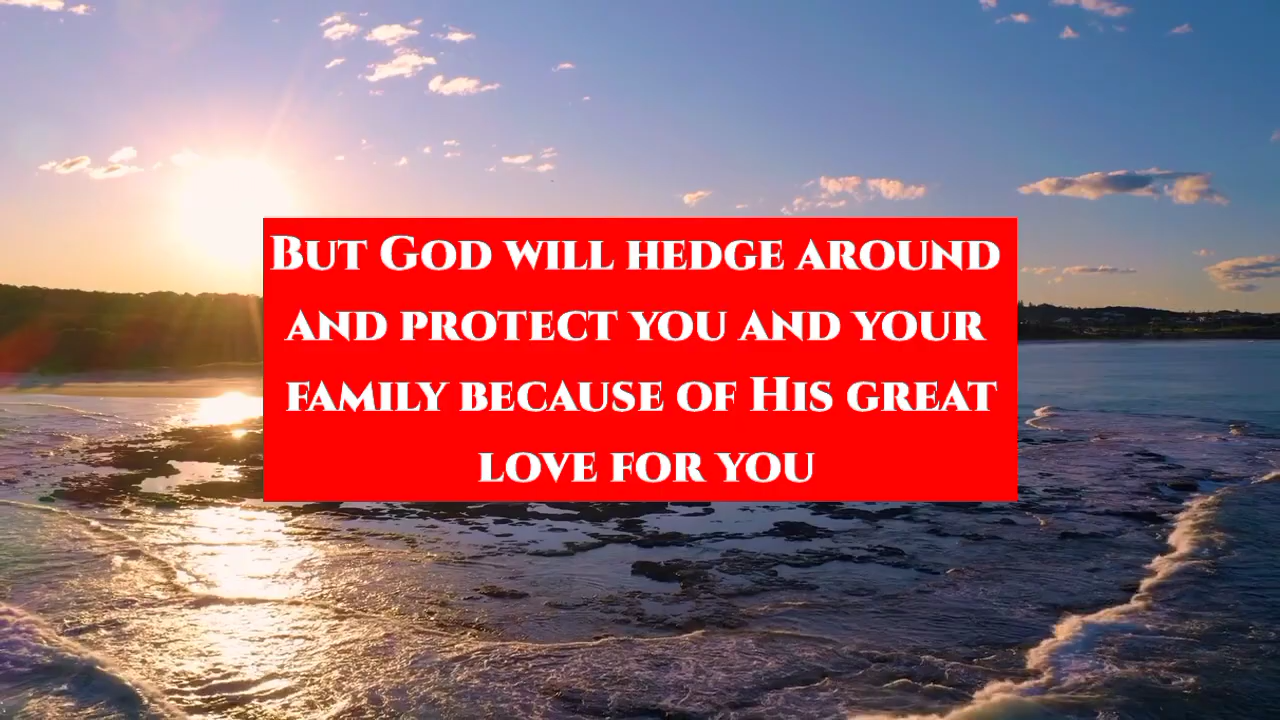 But God will hedge around
and protect you and your
family because of His great
love for you